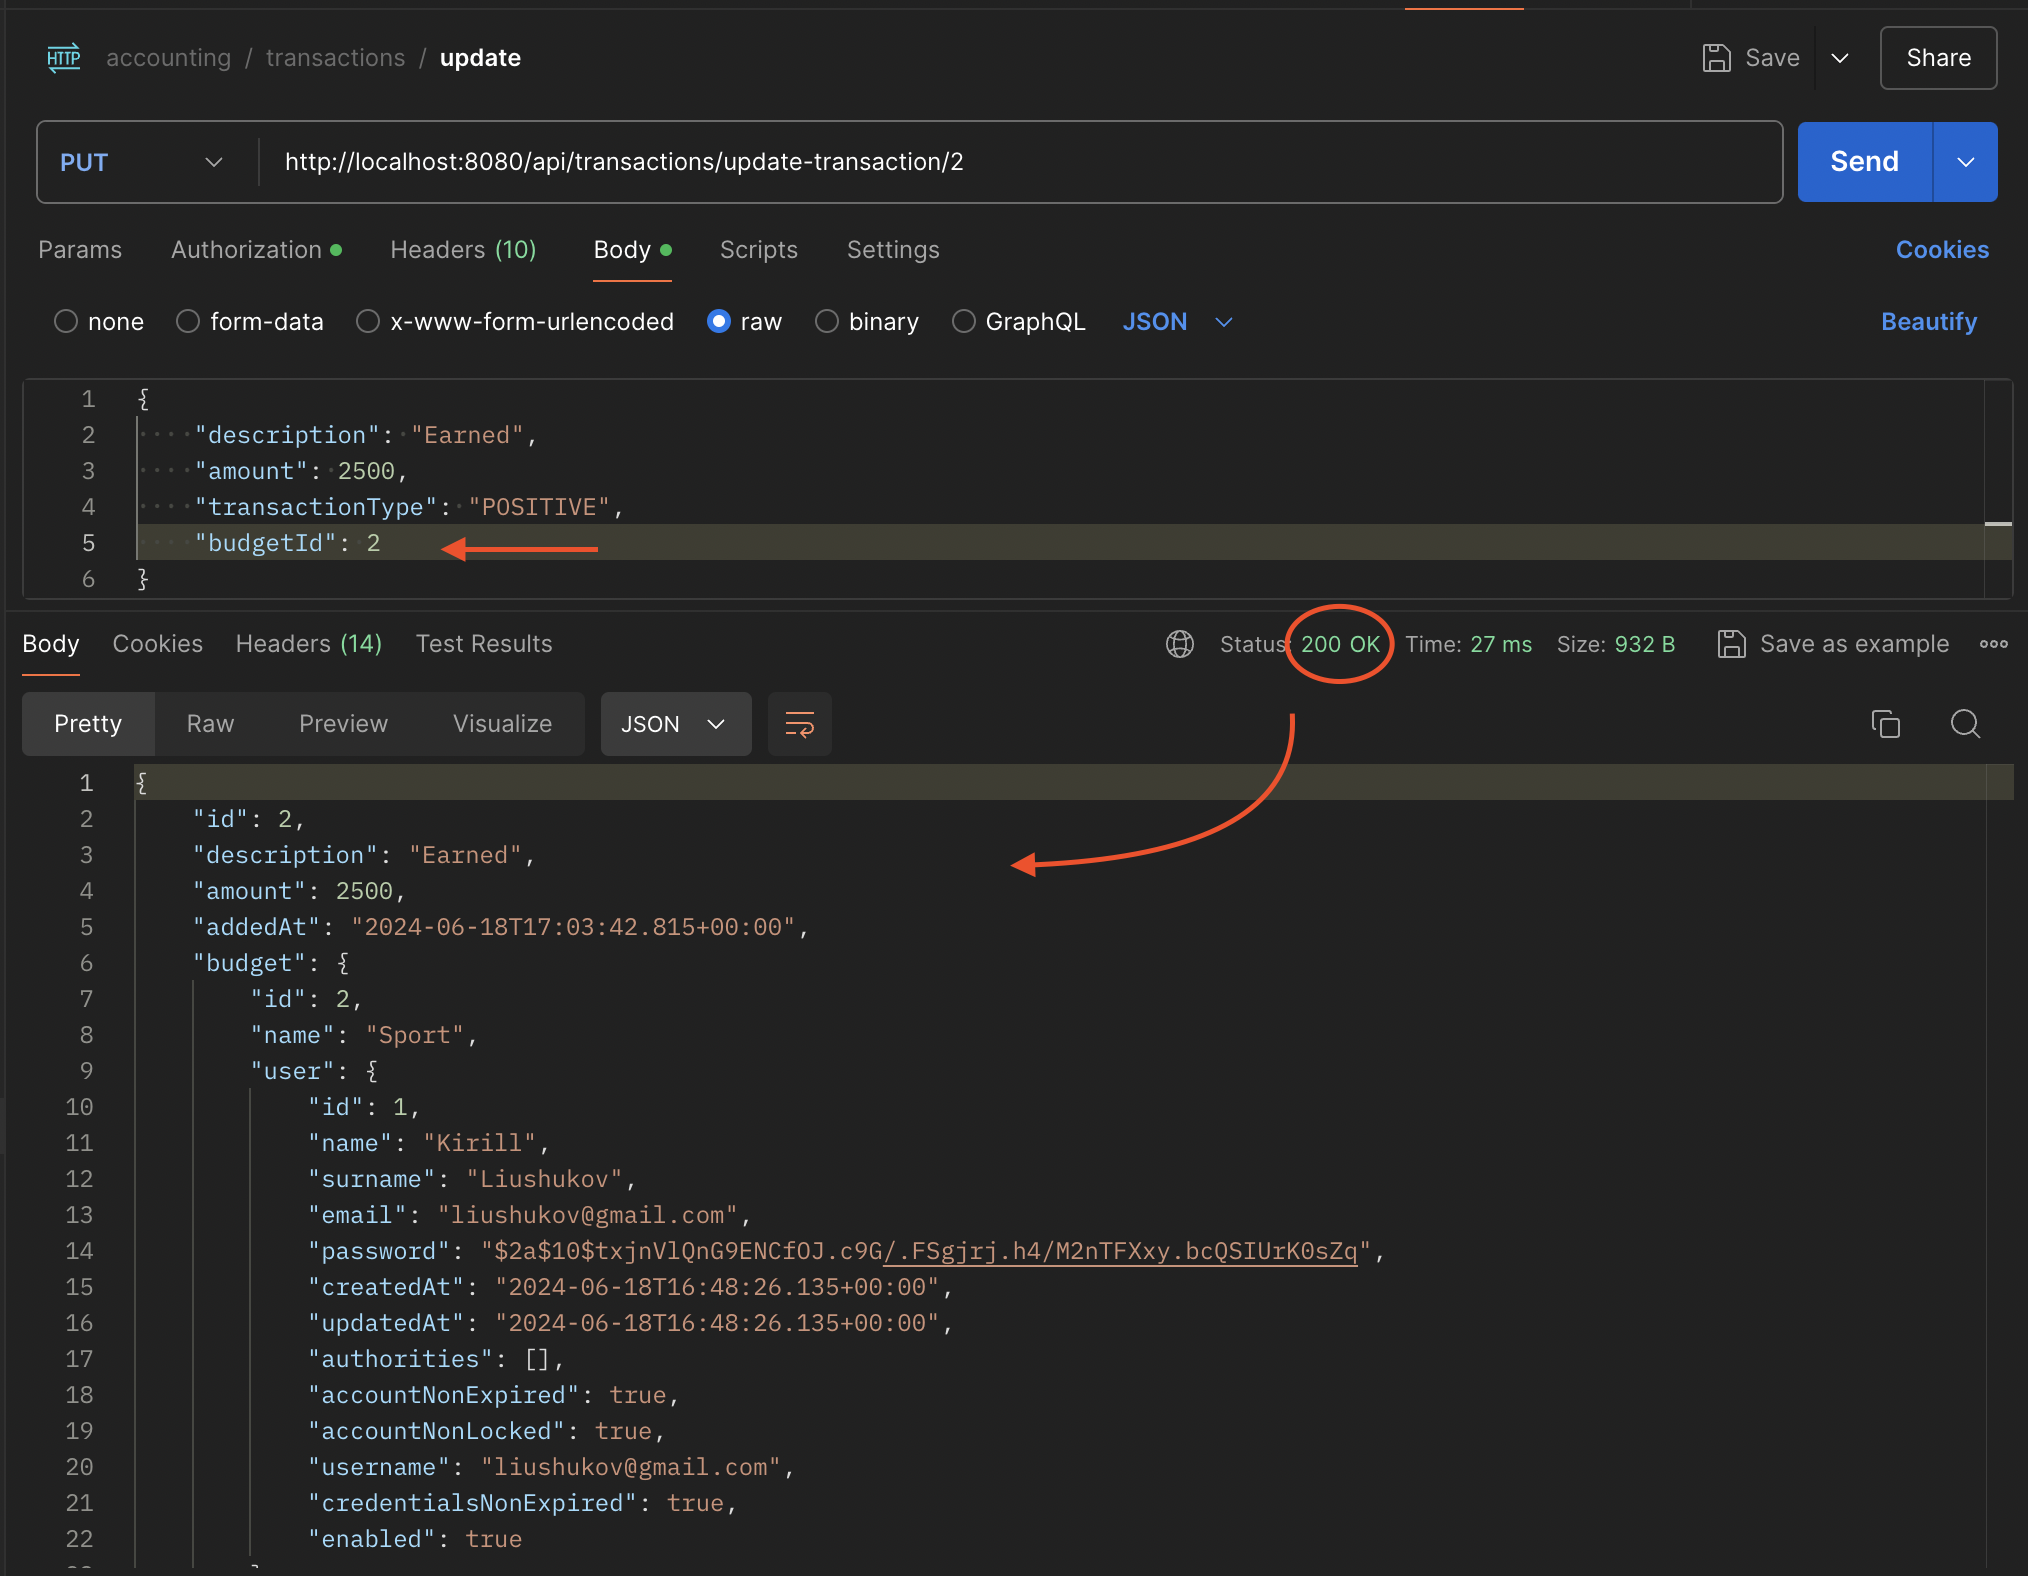 HTTP accounting / transactions / update Save Share
PUT http://localhost:8080/api/transactions/update-transaction/2 Send
Params Authorization Headers (10) Body Scripts Settings Cookies
none form-data x-www-form-urlencoded raw binary GraphQL JSON Beautify
1 {
2 "description": "Earned",
3 "amount": 2500,
4 "transactionType": "POSITIVE",
5 "budgetId": 2
6 }
Body Cookies Headers (14) Test Results Status: 200 OK Time: 27 ms Size: 932 B Save as example
Pretty Raw Preview Visualize JSON
1 {
2 "id": 2,
3 "description": "Earned",
4 "amount": 2500,
5 "addedAt": "2024-06-18T17:03:42.815+00:00",
6 "budget": {
7 "id": 2,
8 "name": "Sport",
9 "user": {
10 "id": 1,
11 "name": "Kirill",
12 "surname": "Liushukov",
13 "email": "liushukov@gmail.com",
14 "password": "$2a$10$txjnVlQnG9ENCfOJ.c9G/.FSgjrj.h4/M2nTFXxy.bcQSIUrK0sZq",
15 "createdAt": "2024-06-18T16:48:26.135+00:00",
16 "updatedAt": "2024-06-18T16:48:26.135+00:00",
17 "authorities": [],
18 "accountNonExpired": true,
19 "accountNonLocked": true,
20 "username": "liushukov@gmail.com",
21 "credentialsNonExpired": true,
22 "enabled": true